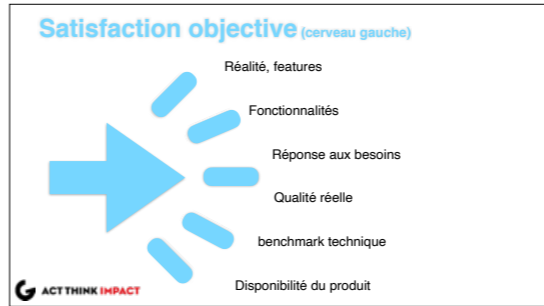 Satisfaction objective (cerveau gauche)
Réalité, features
Fonctionnalités
Réponse aux besoins
Qualité réelle
benchmark technique
Disponibilité du produit
ACT THINK IMPACT